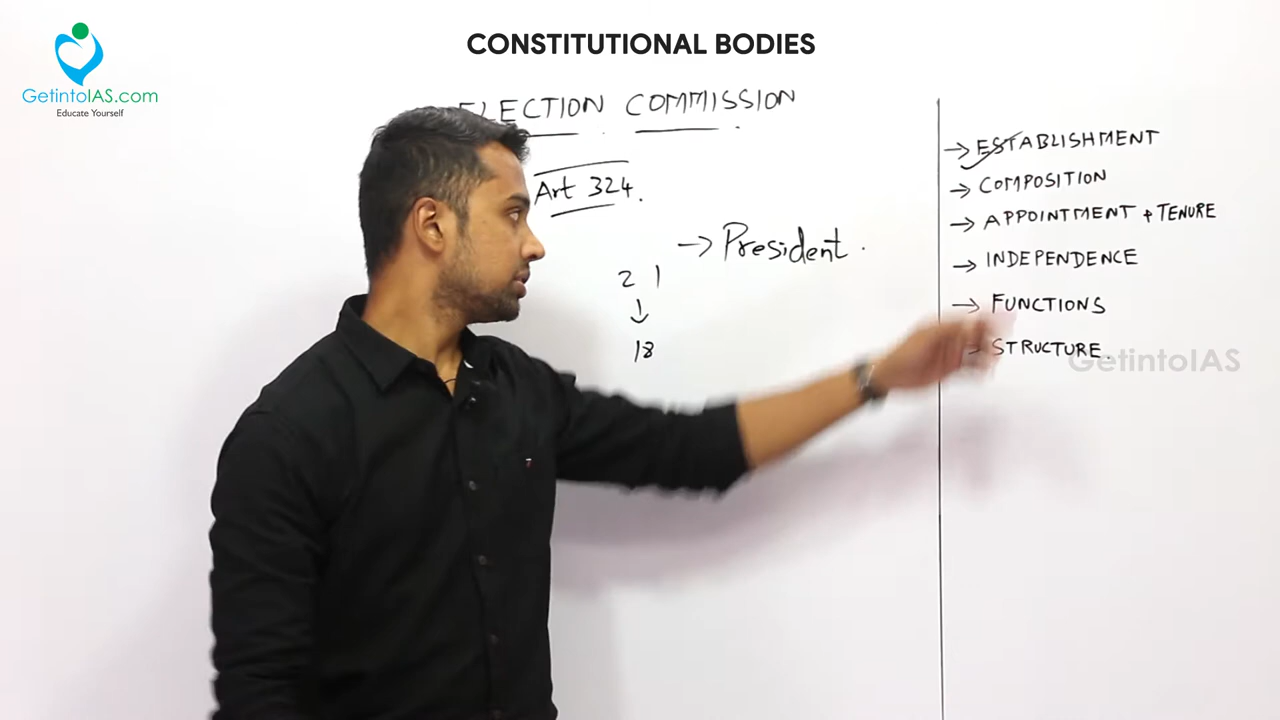 CONSTITUTIONAL BODIES
GetintoIAS.com
Educate Yourself
ELECTION COMMISSION
Art 324.
→ President.
2 1
↓
18
→ ESTABLISHMENT
→ COMPOSITION
→ APPOINTMENT + TENURE
→ INDEPENDENCE
→ FUNCTIONS
→ STRUCTURE.
GetintoIAS